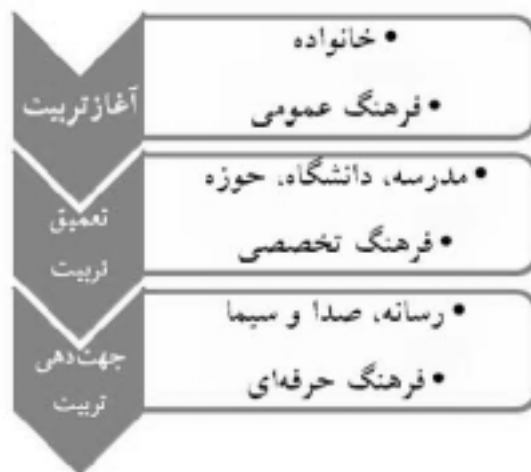 آغاز تربیت
• خانواده
• فرهنگ عمومی
تعمیق
تربیت
• مدرسه، دانشگاه، حوزه
• فرهنگ تخصصی
جهت‌دهی
تربیت
• رسانه، صدا و سیما
• فرهنگ حرفه‌ای